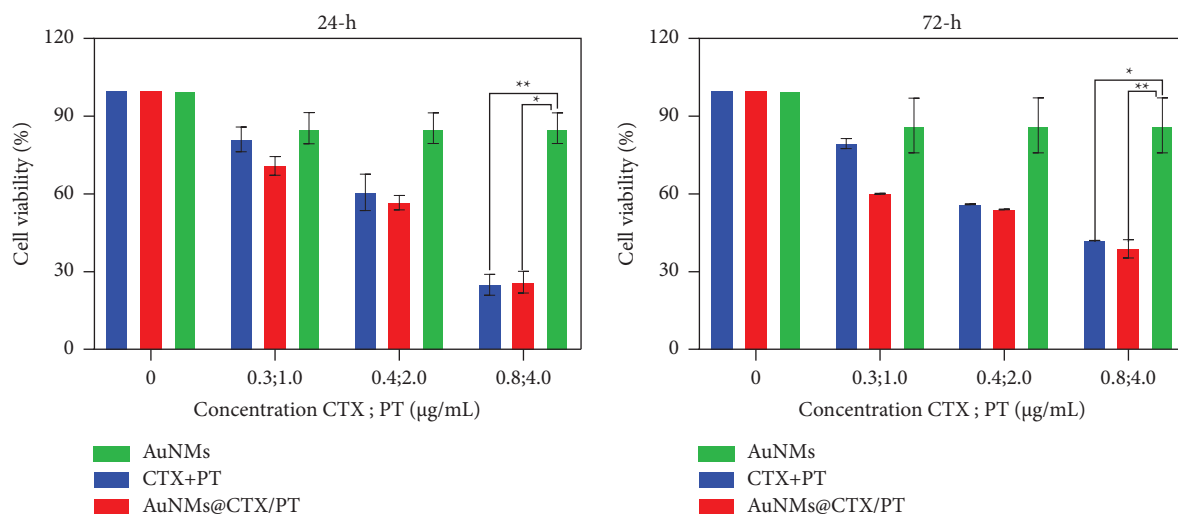 24-h
120
90
60
30
0
Cell viability (%)
**
*
0 0.3;1.0 0.4;2.0 0.8;4.0
Concentration CTX ; PT (µg/mL)
AuNMs
CTX+PT
AuNMs@CTX/PT
72-h
120
90
60
30
0
Cell viability (%)
*
**
0 0.3;1.0 0.4;2.0 0.8;4.0
Concentration CTX ; PT (µg/mL)
AuNMs
CTX+PT
AuNMs@CTX/PT